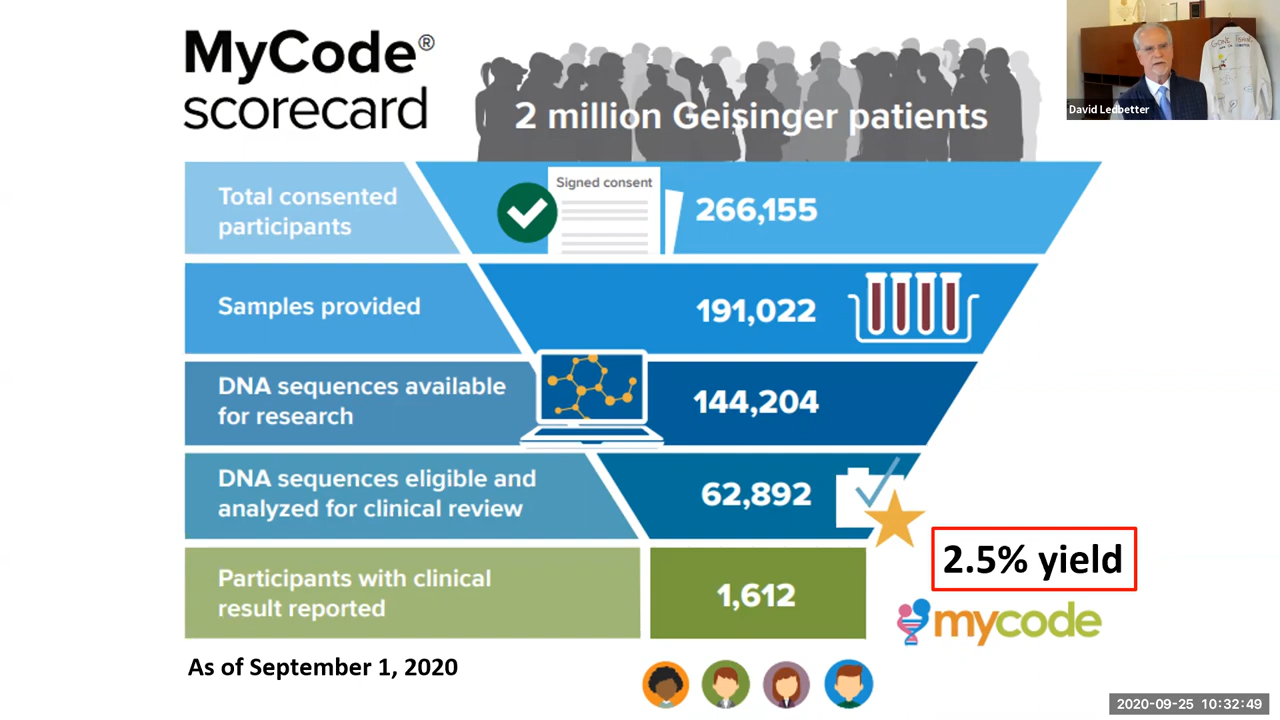 MyCode®
scorecard
2 million Geisinger patients
David Ledbetter
Total consented
participants
Signed consent
266,155
Samples provided
191,022
DNA sequences available
for research
144,204
DNA sequences eligible and
analyzed for clinical review
62,892
2.5% yield
Participants with clinical
result reported
1,612
mycode
As of September 1, 2020
2020-09-25 10:32:49